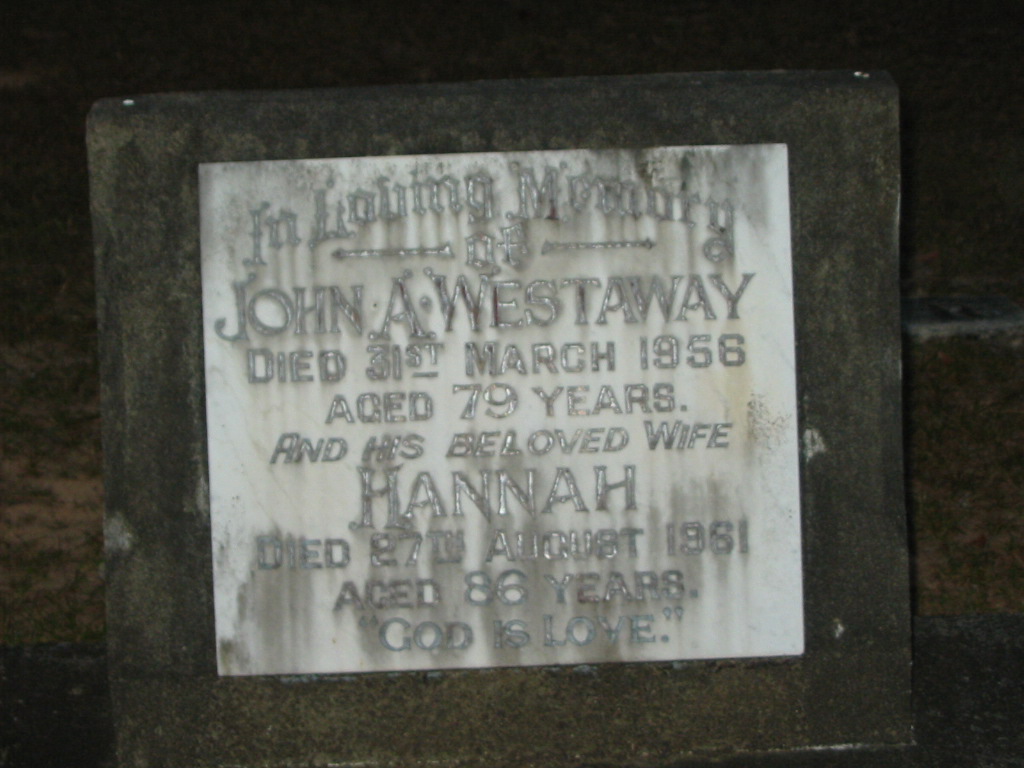 In Loving Memory
of
JOHN A. WESTAWAY
DIED 31ST MARCH 1956
AGED 79 YEARS.
AND HIS BELOVED WIFE
HANNAH
DIED 27TH AUGUST 1961
AGED 86 YEARS.
"GOD IS LOVE."